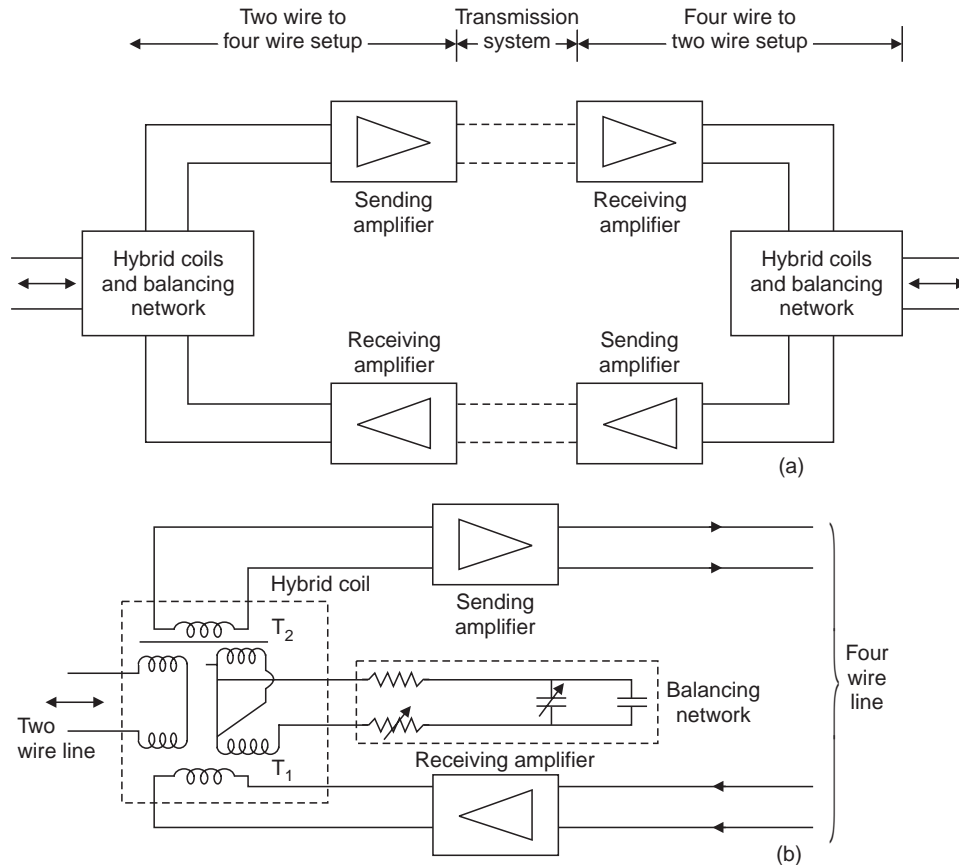 Two wire to
four wire setup
Transmission
system
Four wire to
two wire setup
Sending
amplifier
Receiving
amplifier
Hybrid coils
and balancing
network
Hybrid coils
and balancing
network
Receiving
amplifier
Sending
amplifier
(a)
Hybrid coil
Sending
amplifier
T2
Balancing
network
Four
wire
line
Two
wire line
T1
Receiving amplifier
(b)